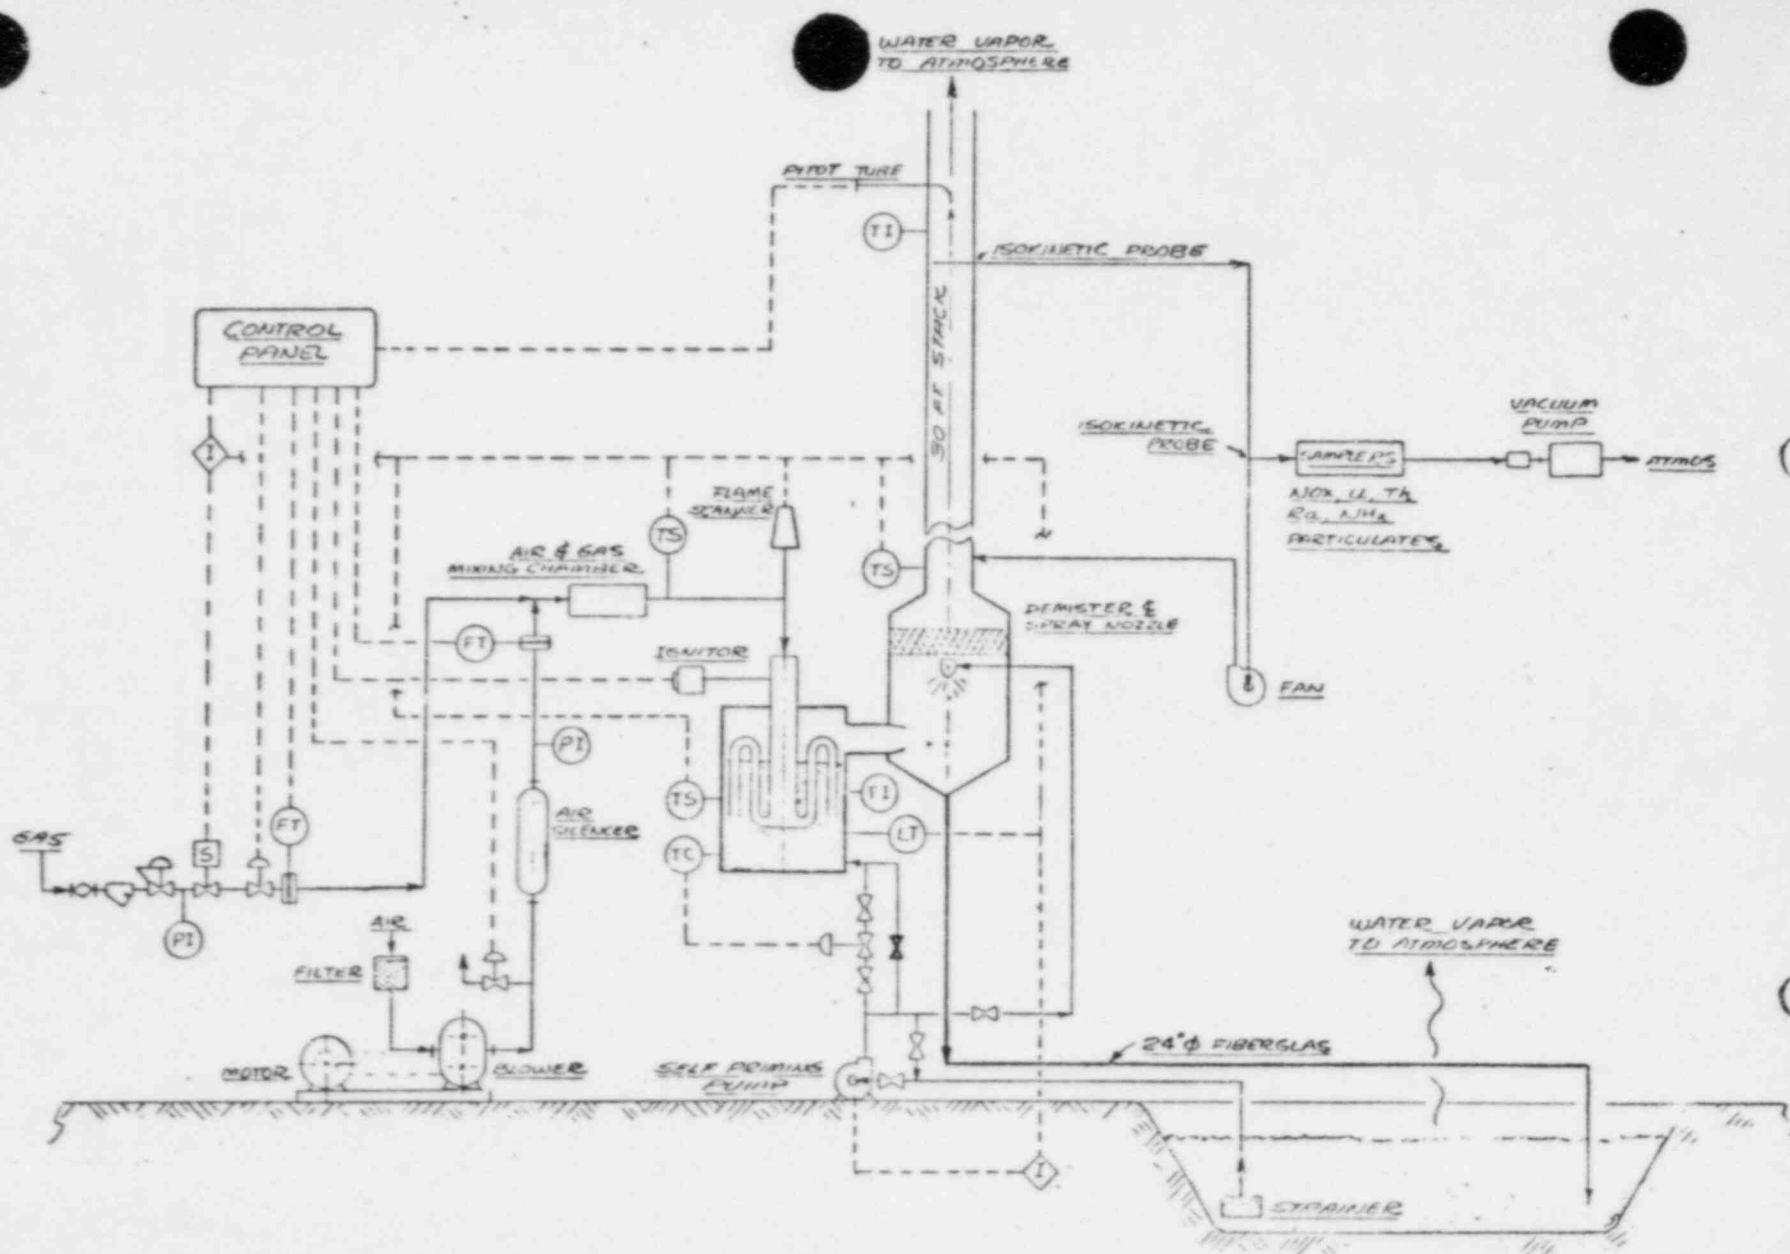 WATER VAPOR
TO ATMOSPHERE
PITOT TUBE
TI
ISOKINETIC PROBE
30 FT STACK
CONTROL
PANEL
I
ISOKINETIC
PROBE
SAMPLERS
VACUUM
PUMP
ATMOS
NOX, U, Th
Ra, NH₃
PARTICULATES
FLAME
SCANNER
TS
TS
AIR & GAS
MIXING CHAMBER
DEMISTER &
SPRAY NOZZLE
FT
IGNITOR
FAN
PI
TS
TI
AIR
SILENCER
LT
TC
GAS
FT
S
PI
AIR
FILTER
MOTOR
BLOWER
SELF PRIMING
PUMP
WATER VAPOR
TO ATMOSPHERE
24"φ FIBERGLAS
I
STRAINER